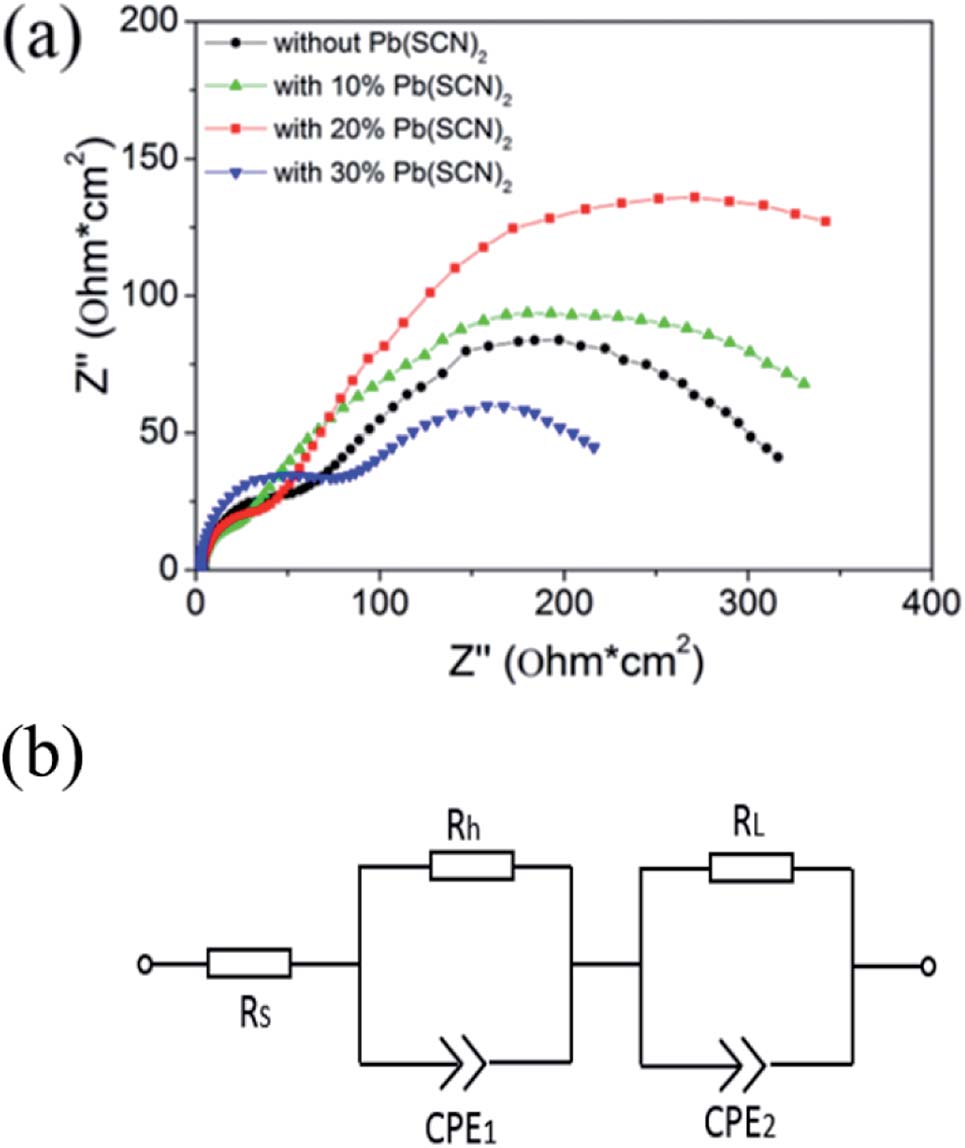 (a)
without Pb(SCN)₂
with 10% Pb(SCN)₂
with 20% Pb(SCN)₂
with 30% Pb(SCN)₂
200
150
100
50
0
Z" (Ohm*cm²)
0 100 200 300 400
Z" (Ohm*cm²)
(b)
Rh
RL
Rs
CPE1
CPE2